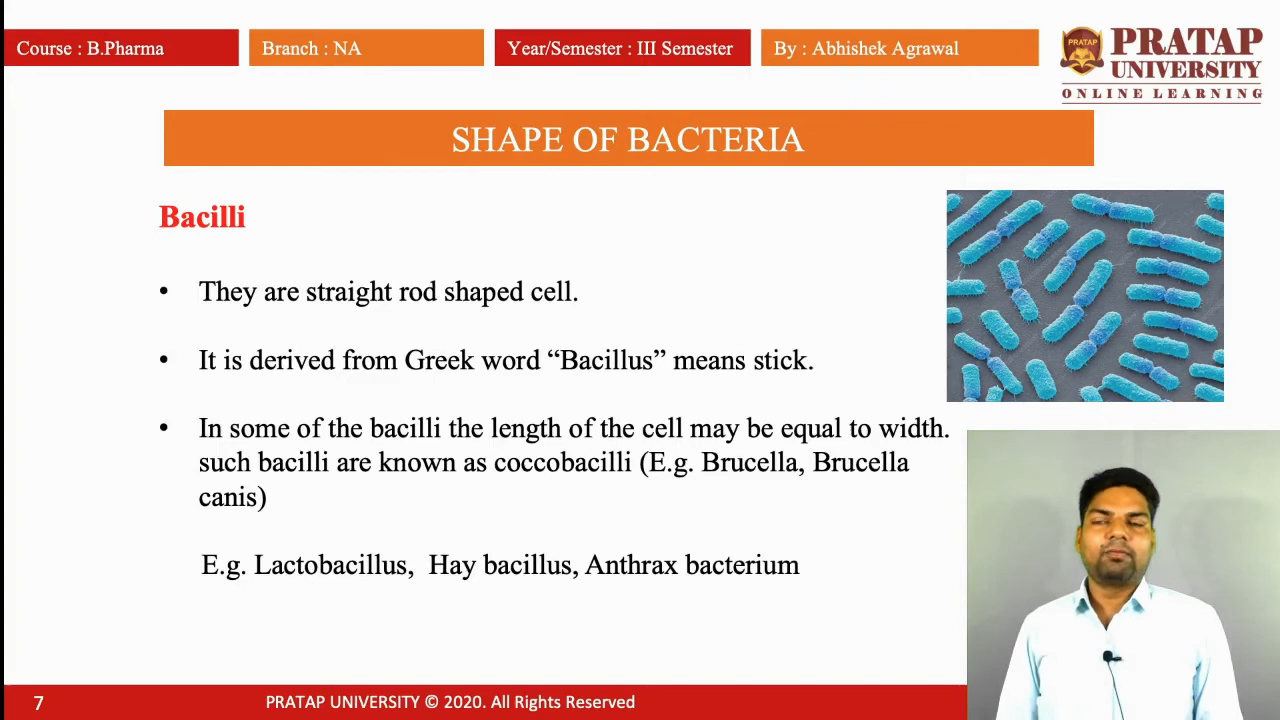 Course : B.Pharma
Branch : NA
Year/Semester : III Semester
By : Abhishek Agrawal
PRATAP
PRATAP
UNIVERSITY
ONLINE LEARNING
SHAPE OF BACTERIA
Bacilli
• They are straight rod shaped cell.
• It is derived from Greek word “Bacillus” means stick.
• In some of the bacilli the length of the cell may be equal to width.
such bacilli are known as coccobacilli (E.g. Brucella, Brucella
canis)
E.g. Lactobacillus, Hay bacillus, Anthrax bacterium
7
PRATAP UNIVERSITY © 2020. All Rights Reserved